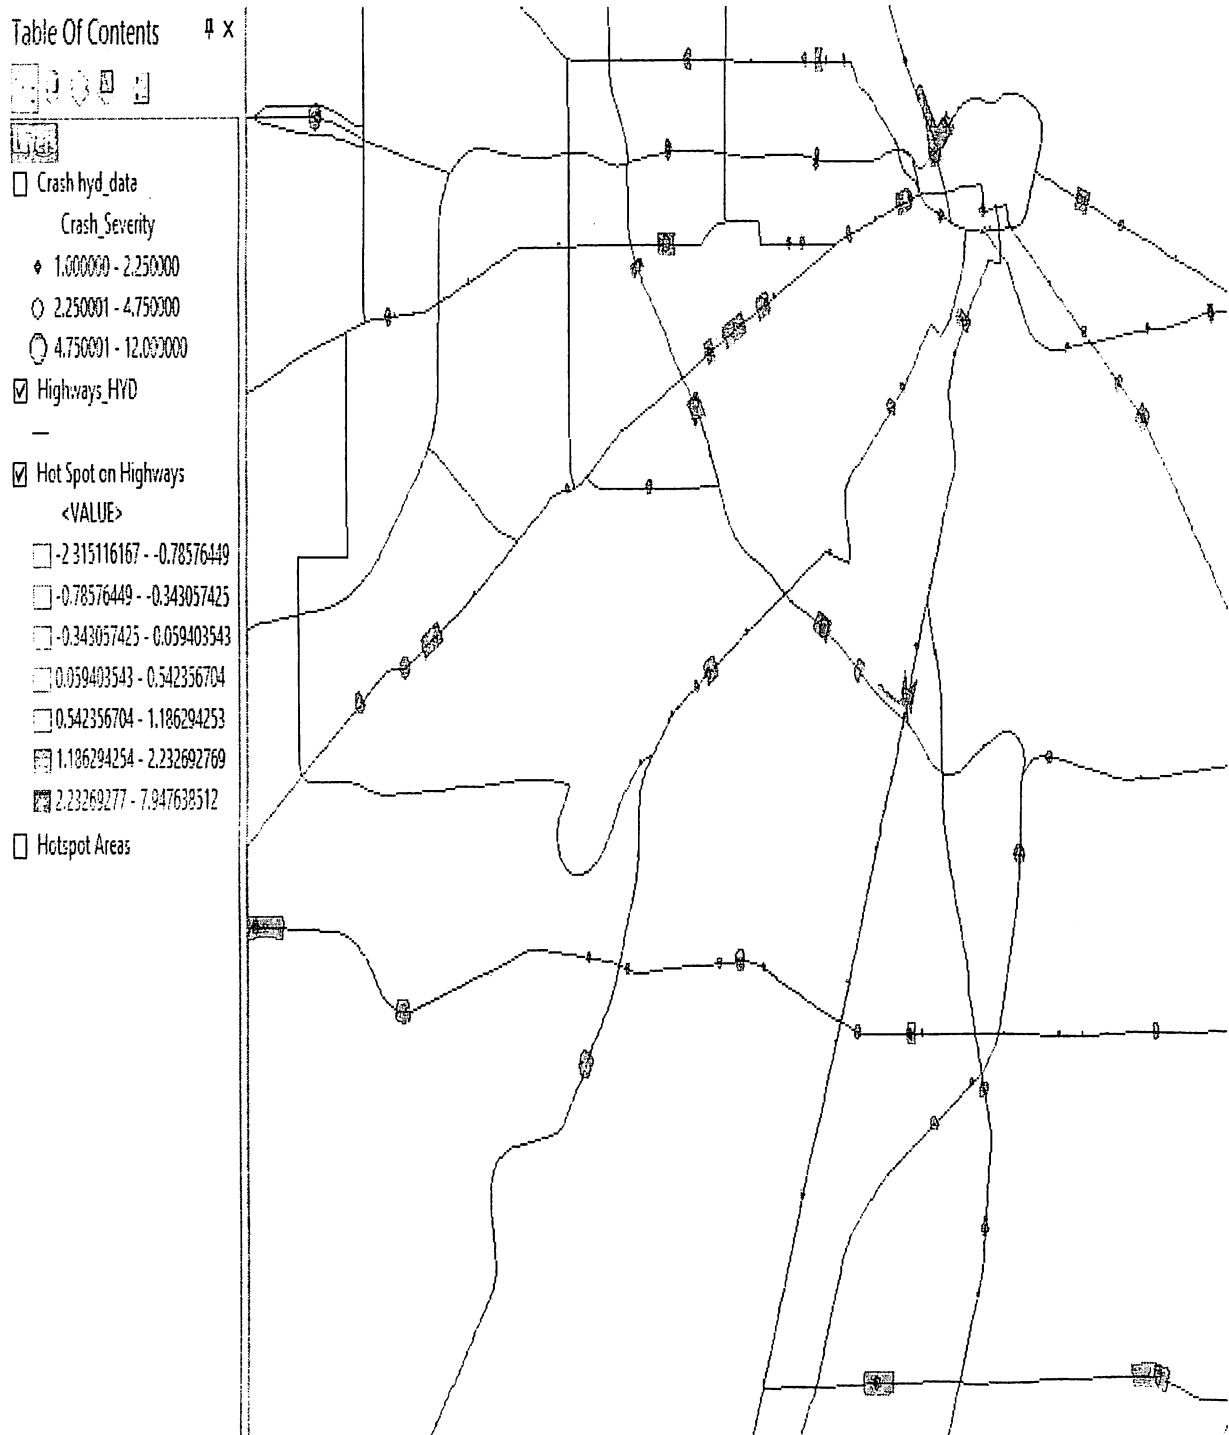 Table Of Contents
Crash hyd_data
Crash_Severity
1.000000 - 2.250000
2.250001 - 4.750000
4.750001 - 12.000000
Highways_HYD
Hot Spot on Highways
<VALUE>
-2.315116167 - -0.78576449
-0.78576449 - -0.343057425
-0.343057425 - 0.059403543
0.059403543 - 0.542356704
0.542356704 - 1.186294253
1.186294254 - 2.232692769
2.23269277 - 7.947638512
Hotspot Areas